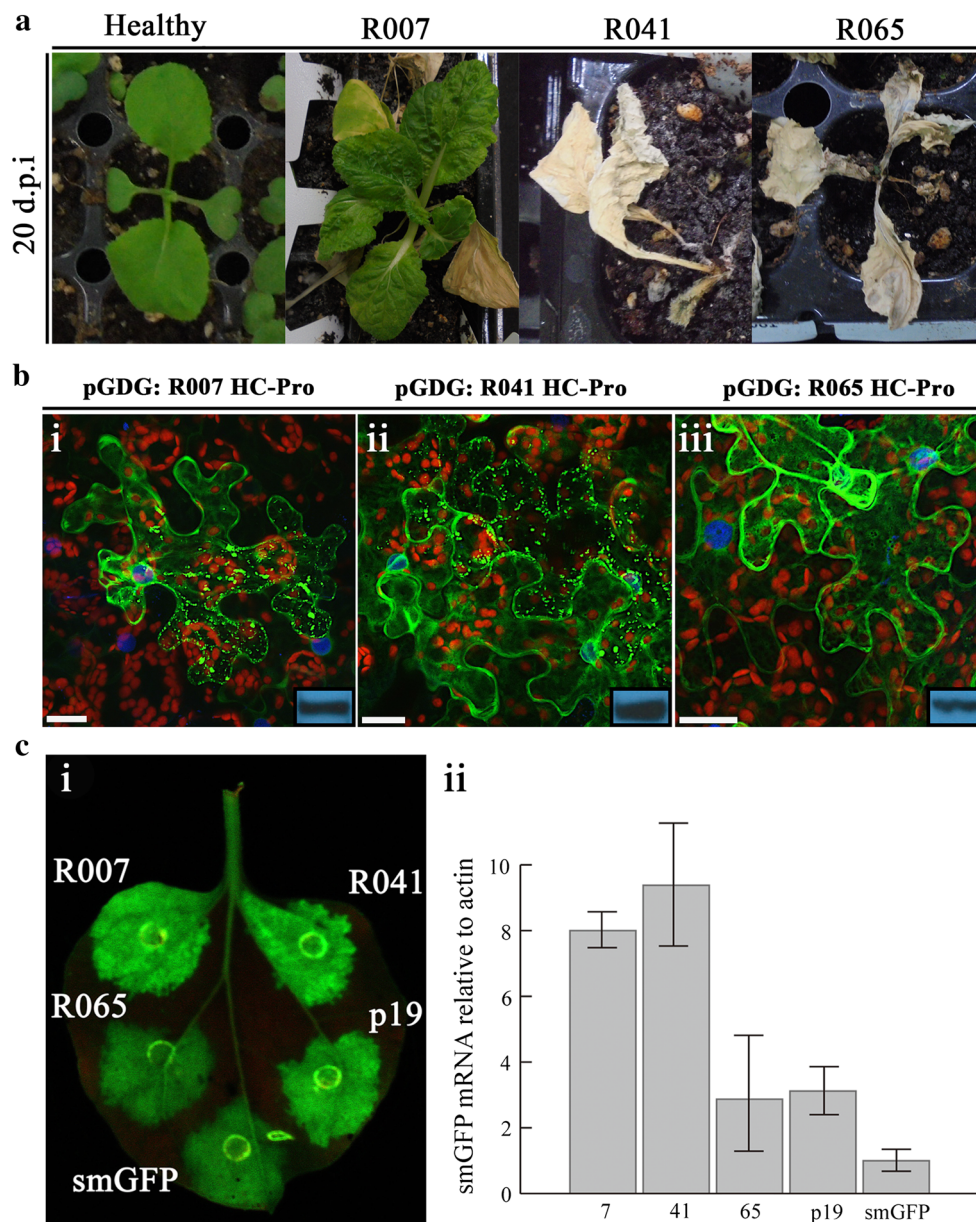 a
Healthy R007 R041 R065
20 d.p.i
b
pGDG: R007 HC-Pro pGDG: R041 HC-Pro pGDG: R065 HC-Pro
i ii iii
c
i
R007
R041
R065
p19
smGFP
ii
smGFP mRNA relative to actin
10
8
6
4
2
0
7 41 65 p19 smGFP